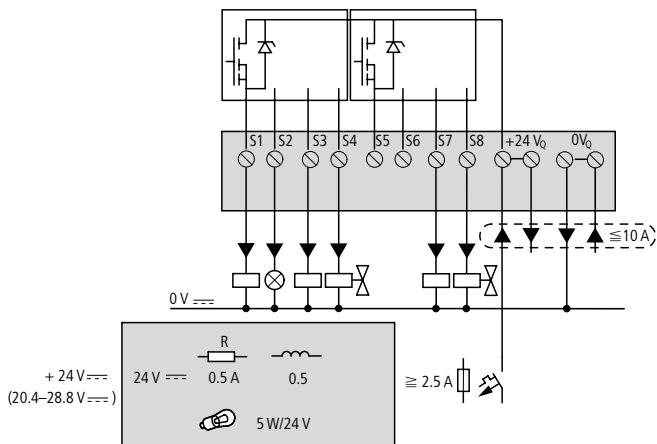 S1 S2 S3 S4 S5 S6 S7 S8 +24 VQ 0VQ
≦10 A
0 V
R
+ 24 V
24 V 0.5 A 0.5
≧ 2.5 A
(20.4–28.8 V )
5 W/24 V